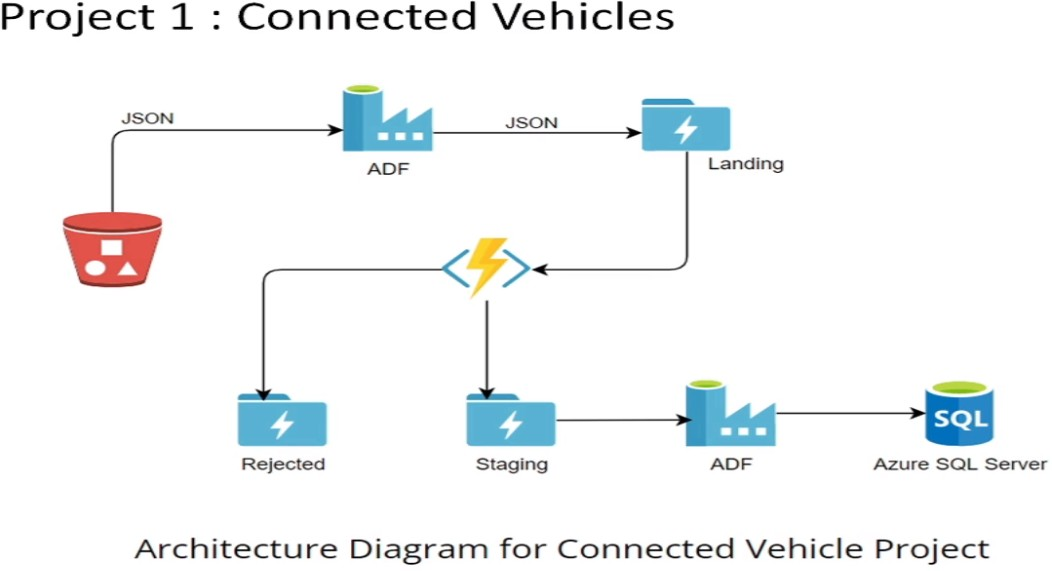 Project 1 : Connected Vehicles
JSON
JSON
ADF
Landing
Rejected
Staging
ADF
SQL
Azure SQL Server
Architecture Diagram for Connected Vehicle Project